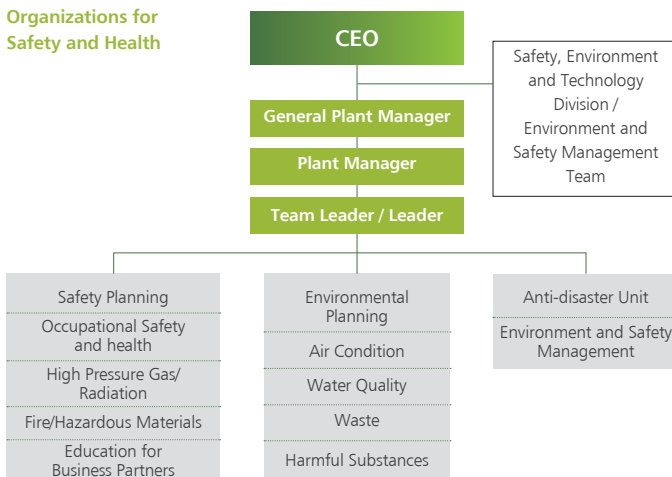 Organizations for
Safety and Health
CEO
Safety, Environment
and Technology
Division /
Environment and
Safety Management
Team
General Plant Manager
Plant Manager
Team Leader / Leader
Safety Planning
Occupational Safety
and health
High Pressure Gas/
Radiation
Fire/Hazardous Materials
Education for
Business Partners
Environmental
Planning
Air Condition
Water Quality
Waste
Harmful Substances
Anti-disaster Unit
Environment and Safety
Management